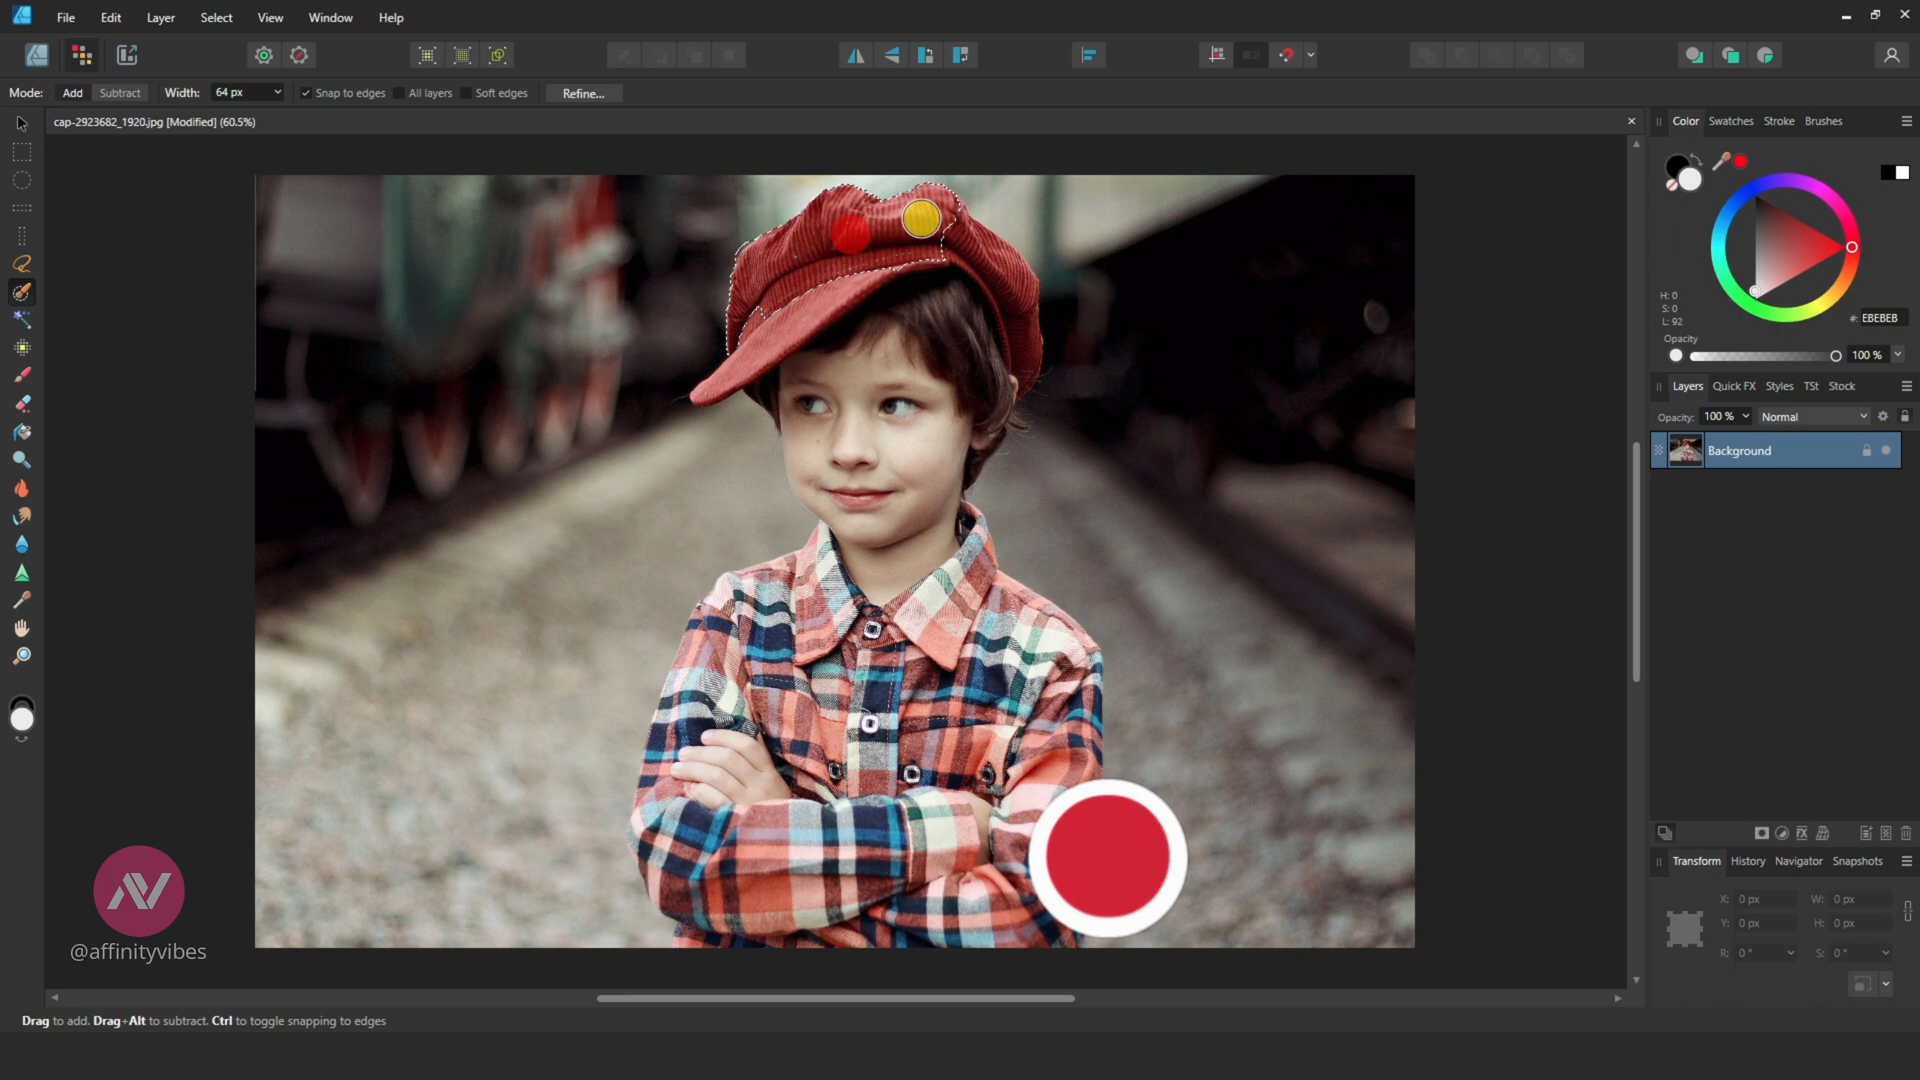 File Edit Layer Select View Window Help
Mode: Add Subtract Width: 64 px Snap to edges All layers Soft edges Refine...
cap-2923682_1920.jpg [Modified] (60.5%)
Color Swatches Stroke Brushes
H: 0
S: 0
L: 92
#: EBEBEB
Opacity
100 %
Layers Quick FX Styles TSt Stock
Opacity: 100 % Normal
Background
Transform History Navigator Snapshots
X: 0 px W: 0 px
Y: 0 px H: 0 px
R: 0 ° S: 0 °
AV
@affinityvibes
Drag to add. Drag+Alt to subtract. Ctrl to toggle snapping to edges